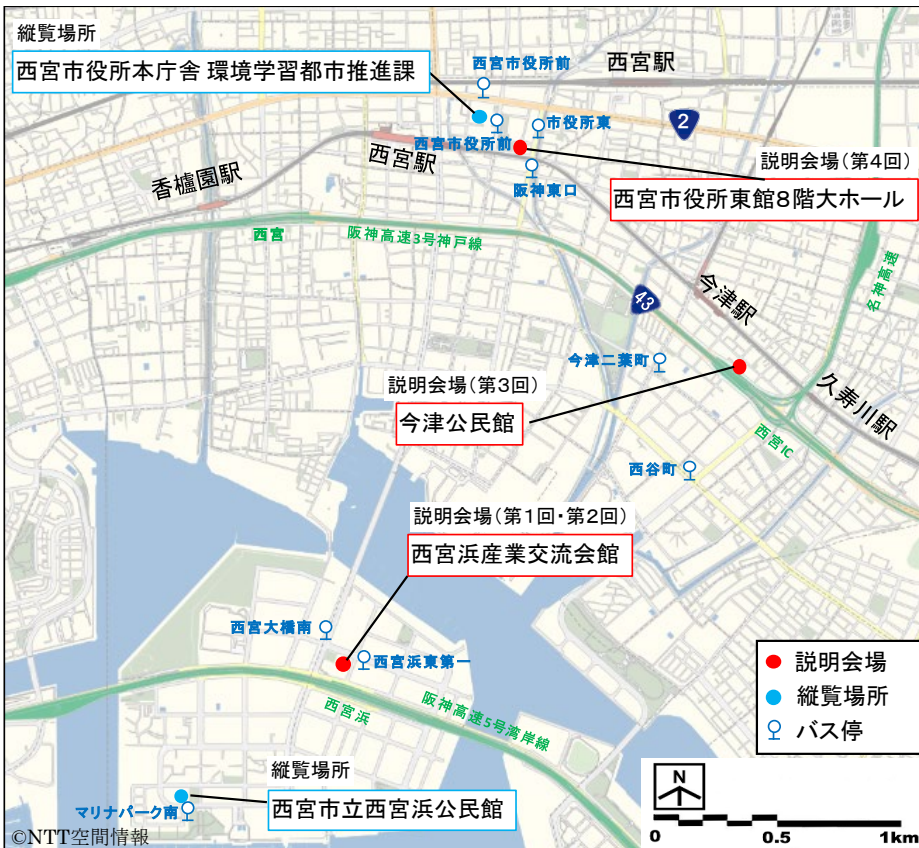 縦覧場所
西宮市役所本庁舎 環境学習都市推進課
西宮市役所前
西宮駅
市役所東
2
西宮市役所前
西宮駅
説明会場(第4回)
西宮市役所東館8階大ホール
阪神東口
香櫨園駅
西宮
阪神高速3号神戸線
名神高速
43
今津駅
今津二葉町
説明会場(第3回)
今津公民館
久寿川駅
西宮IC
西谷町
説明会場(第1回・第2回)
西宮浜産業交流会館
西宮大橋南
西宮浜東第一
西宮浜
阪神高速5号湾岸線
説明会場
縦覧場所
バス停
縦覧場所
西宮市立西宮浜公民館
マリナパーク南
N
0 0.5 1km
©NTT空間情報